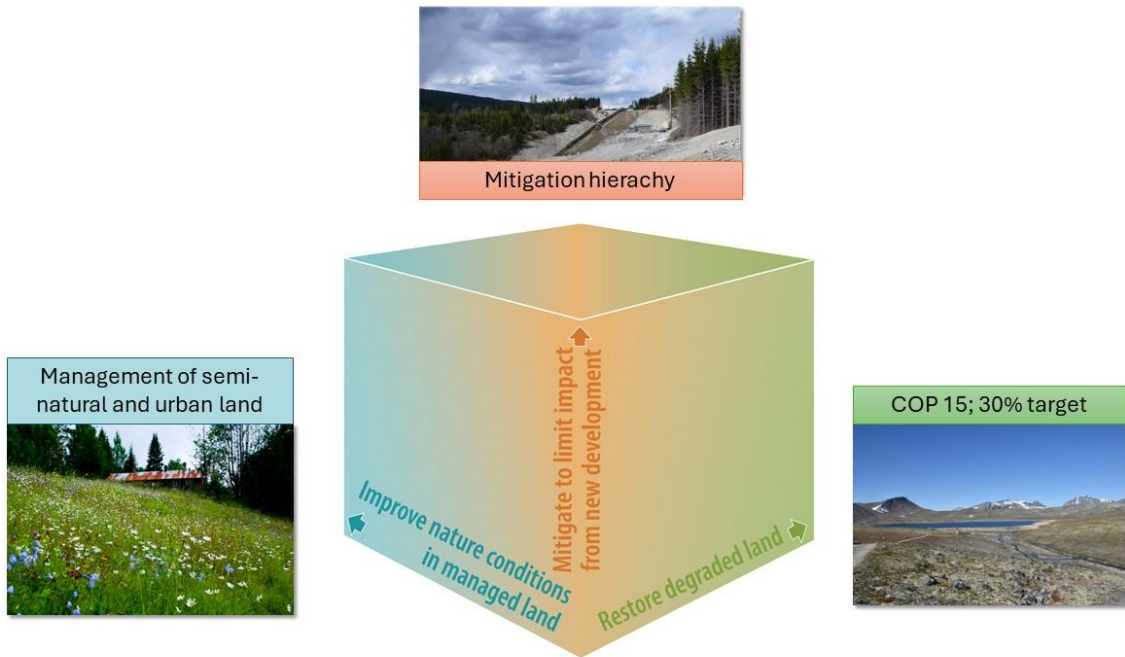 Mitigation hierachy
Management of semi-
natural and urban land
COP 15; 30% target
Mitigate to limit impact
from new development
Improve nature conditions
in managed land
Restore degraded land